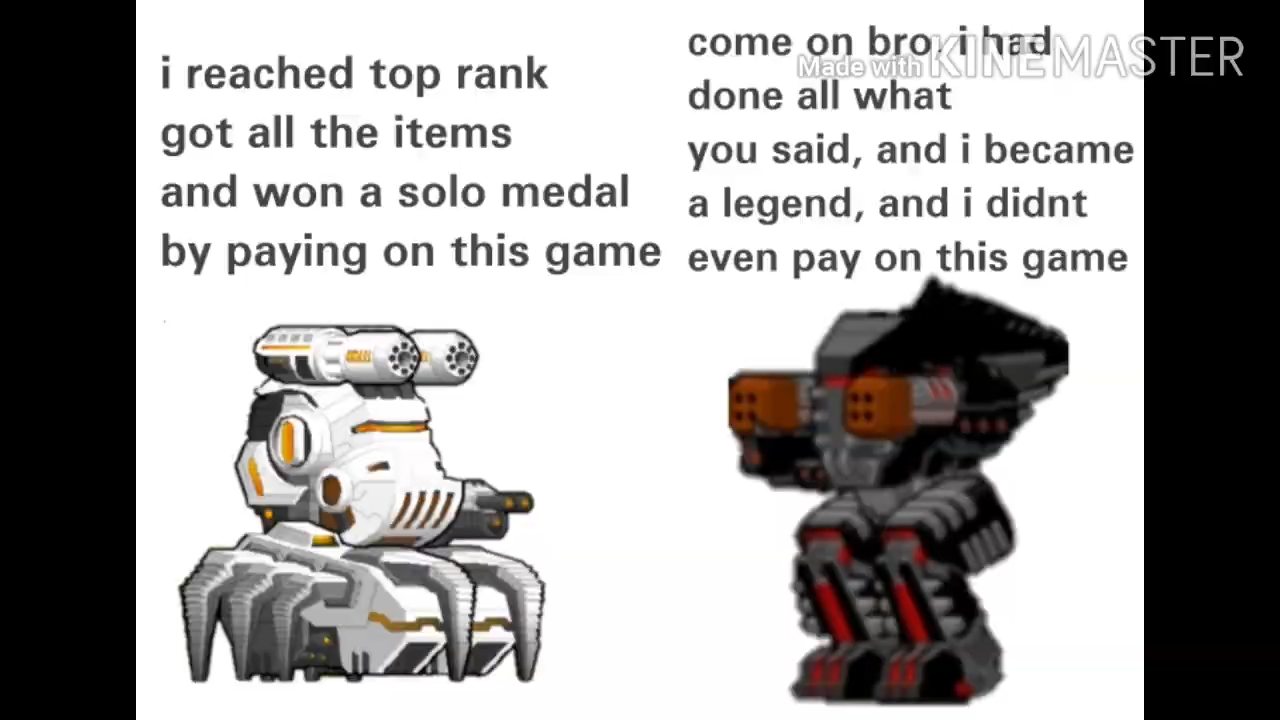 i reached top rank
got all the items
and won a solo medal
by paying on this game
come on bro, i had
Made with KINEMASTER
done all what
you said, and i became
a legend, and i didnt
even pay on this game